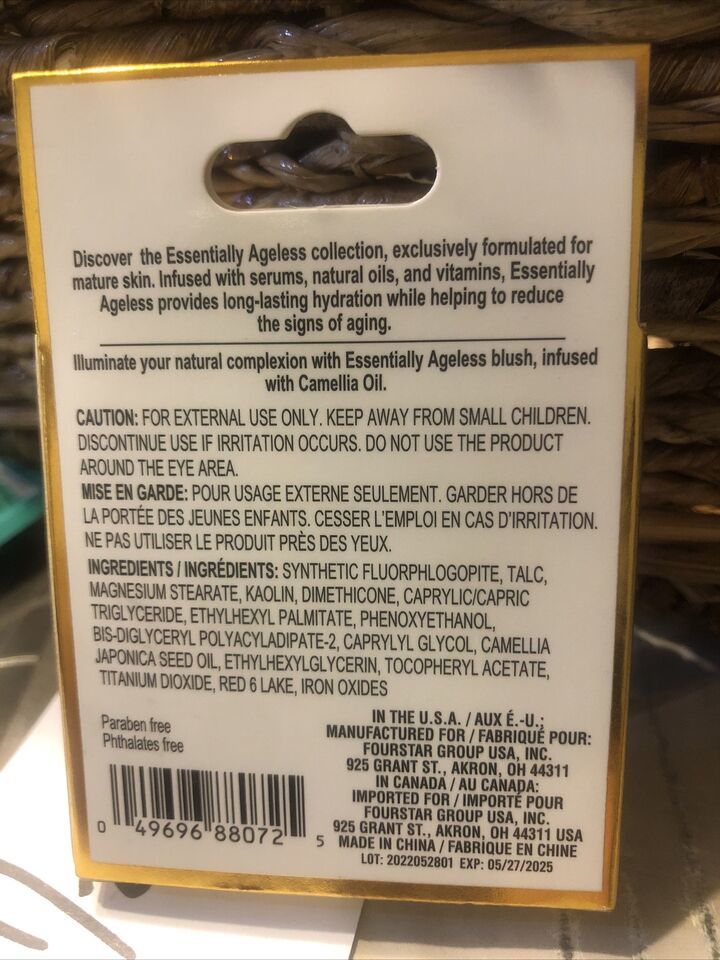 Discover the Essentially Ageless collection, exclusively formulated for
mature skin. Infused with serums, natural oils, and vitamins, Essentially
Ageless provides long-lasting hydration while helping to reduce
the signs of aging.
Illuminate your natural complexion with Essentially Ageless blush, infused
with Camellia Oil.
CAUTION: FOR EXTERNAL USE ONLY. KEEP AWAY FROM SMALL CHILDREN.
DISCONTINUE USE IF IRRITATION OCCURS. DO NOT USE THE PRODUCT
AROUND THE EYE AREA.
MISE EN GARDE: POUR USAGE EXTERNE SEULEMENT. GARDER HORS DE
LA PORTÉE DES JEUNES ENFANTS. CESSER L'EMPLOI EN CAS D'IRRITATION.
NE PAS UTILISER LE PRODUIT PRÈS DES YEUX.
INGREDIENTS / INGRÉDIENTS: SYNTHETIC FLUORPHLOGOPITE, TALC,
MAGNESIUM STEARATE, KAOLIN, DIMETHICONE, CAPRYLIC/CAPRIC
TRIGLYCERIDE, ETHYLHEXYL PALMITATE, PHENOXYETHANOL,
BIS-DIGLYCERYL POLYACYLADIPATE-2, CAPRYLYL GLYCOL, CAMELLIA
JAPONICA SEED OIL, ETHYLHEXYLGLYCERIN, TOCOPHERYL ACETATE,
TITANIUM DIOXIDE, RED 6 LAKE, IRON OXIDES
Paraben free
Phthalates free
0 49696 88072 5
IN THE U.S.A. / AUX É.-U.;
MANUFACTURED FOR / FABRIQUÉ POUR:
FOURSTAR GROUP USA, INC.
925 GRANT ST., AKRON, OH 44311
IN CANADA / AU CANADA:
IMPORTED FOR / IMPORTÉ POUR
FOURSTAR GROUP USA, INC.
925 GRANT ST., AKRON, OH 44311 USA
MADE IN CHINA / FABRIQUE EN CHINE
LOT: 2022052801 EXP: 05/27/2025